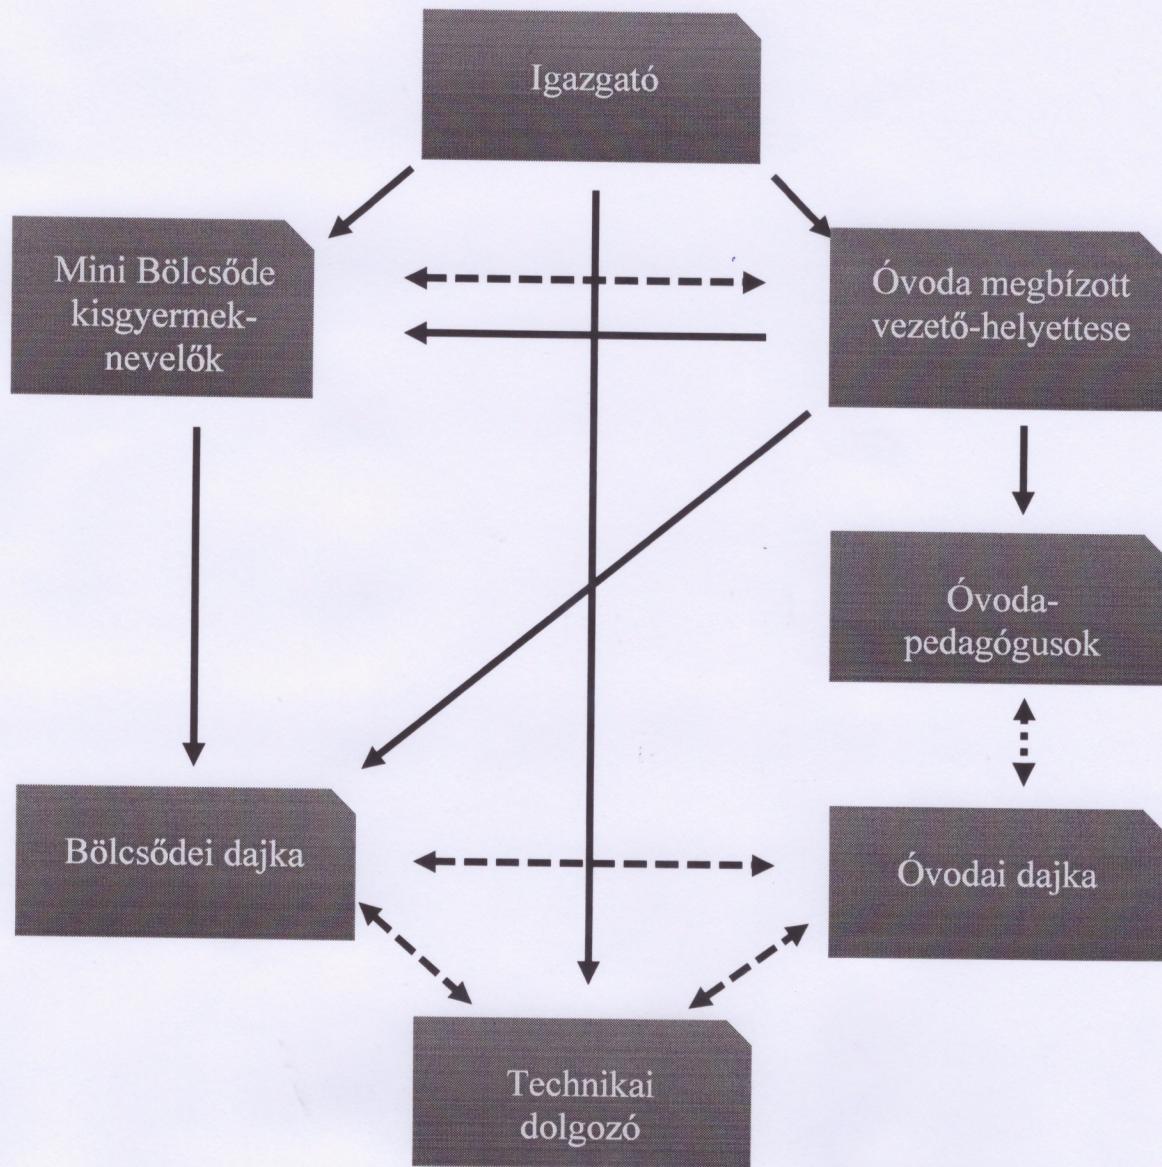 Igazgató
Mini Bölcsőde
kisgyermek-
nevelők
Óvoda megbízott
vezető-helyettese
Óvoda-
pedagógusok
Bölcsődei dajka
Óvodai dajka
Technikai
dolgozó